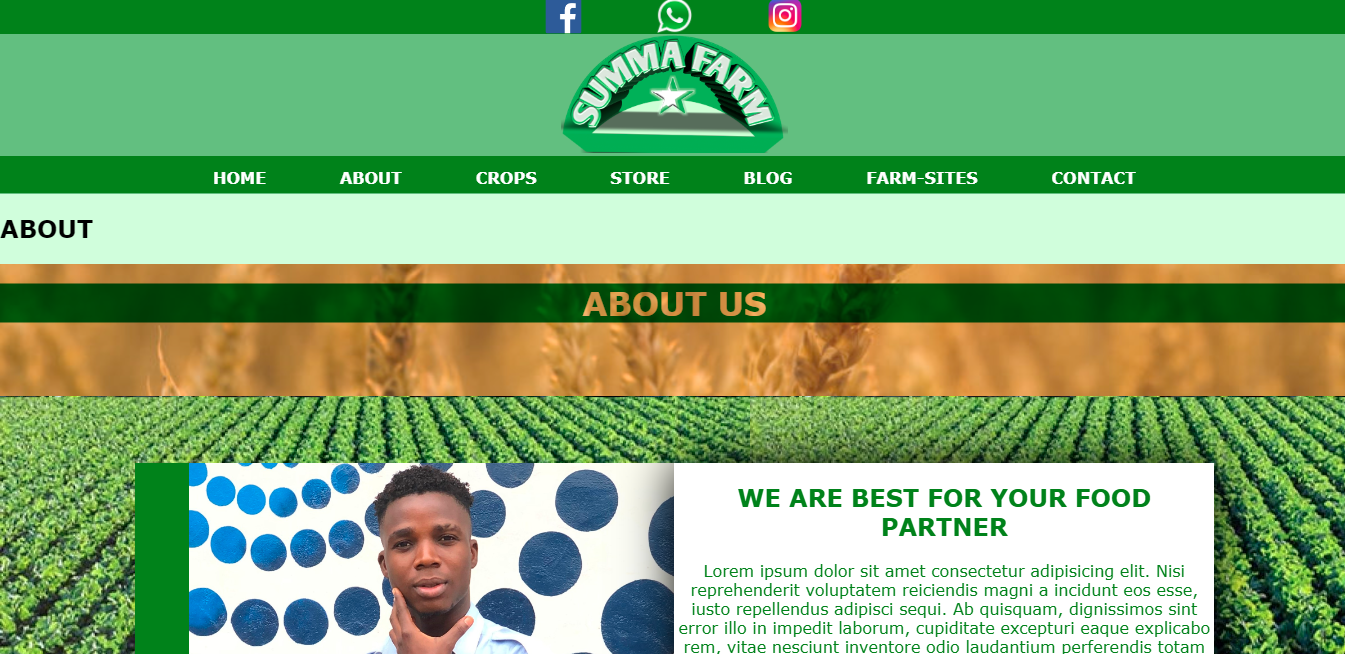 SUMMA FARM
HOME ABOUT CROPS STORE BLOG FARM-SITES CONTACT
ABOUT
ABOUT US
WE ARE BEST FOR YOUR FOOD
PARTNER
Lorem ipsum dolor sit amet consectetur adipisicing elit. Nisi
reprehenderit voluptatem reiciendis magni a incidunt eos esse,
iusto repellendus adipisci sequi. Ab quisquam, dignissimos sint
error illo in impedit laborum, cupiditate excepturi eaque explicabo
rem, vitae nesciunt inventore odio laudantium perferendis totam